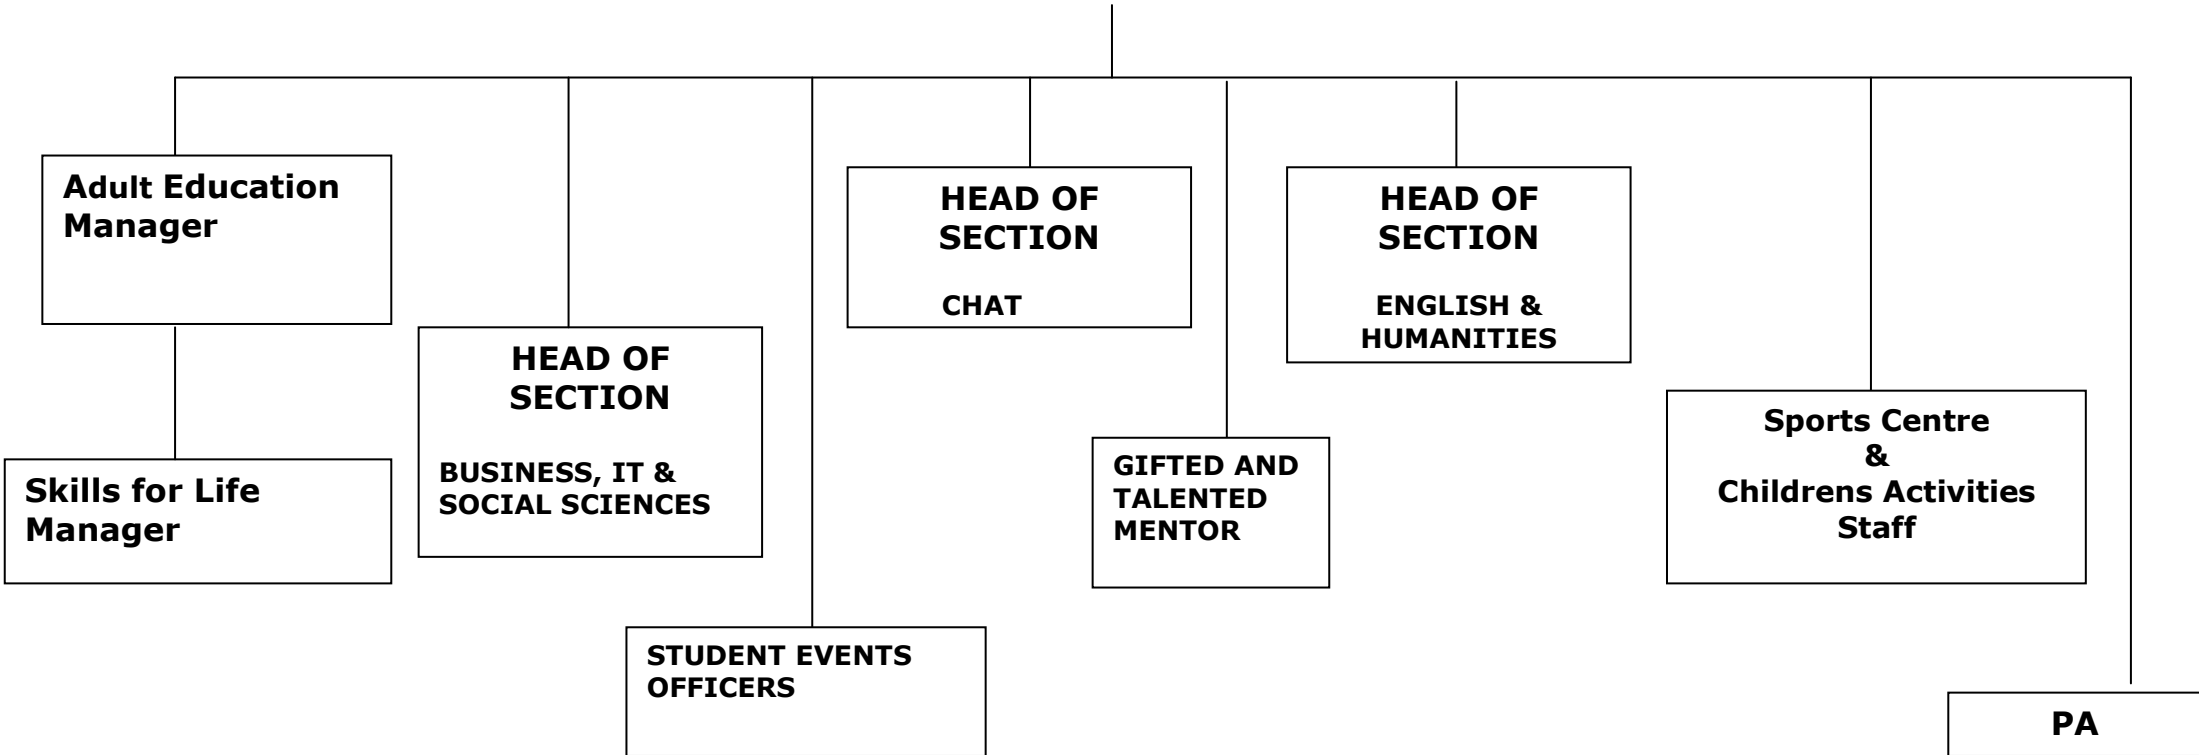 Adult Education
Manager
HEAD OF
SECTION
CHAT
HEAD OF
SECTION
ENGLISH &
HUMANITIES
HEAD OF
SECTION
BUSINESS, IT &
SOCIAL SCIENCES
Sports Centre
&
Childrens Activities
Staff
GIFTED AND
TALENTED
MENTOR
Skills for Life
Manager
STUDENT EVENTS
OFFICERS
PA